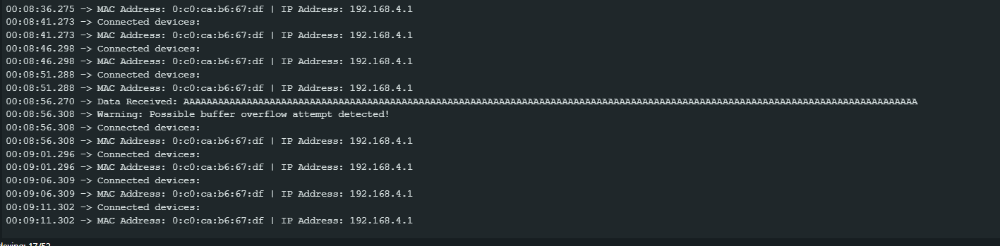 00:08:36.275 -> MAC Address: 0:c0:ca:b6:67:df | IP Address: 192.168.4.1
00:08:41.273 -> Connected devices:
00:08:41.273 -> MAC Address: 0:c0:ca:b6:67:df | IP Address: 192.168.4.1
00:08:46.298 -> Connected devices:
00:08:46.298 -> MAC Address: 0:c0:ca:b6:67:df | IP Address: 192.168.4.1
00:08:51.288 -> Connected devices:
00:08:51.288 -> MAC Address: 0:c0:ca:b6:67:df | IP Address: 192.168.4.1
00:08:56.270 -> Data Received: AAAAAAAAAAAAAAAAAAAAAAAAAAAAAAAAAAAAAAAAAAAAAAAAAAAAAAAAAAAAAAAAAAAAAAAAAAAAAAAAAAAAAAAAAAAAAAAAAAAAAAAAAAAAAAAAAAAAAAAAAAAAAAAA
00:08:56.308 -> Warning: Possible buffer overflow attempt detected!
00:08:56.308 -> Connected devices:
00:08:56.308 -> MAC Address: 0:c0:ca:b6:67:df | IP Address: 192.168.4.1
00:09:01.296 -> Connected devices:
00:09:01.296 -> MAC Address: 0:c0:ca:b6:67:df | IP Address: 192.168.4.1
00:09:06.309 -> Connected devices:
00:09:06.309 -> MAC Address: 0:c0:ca:b6:67:df | IP Address: 192.168.4.1
00:09:11.302 -> Connected devices:
00:09:11.302 -> MAC Address: 0:c0:ca:b6:67:df | IP Address: 192.168.4.1